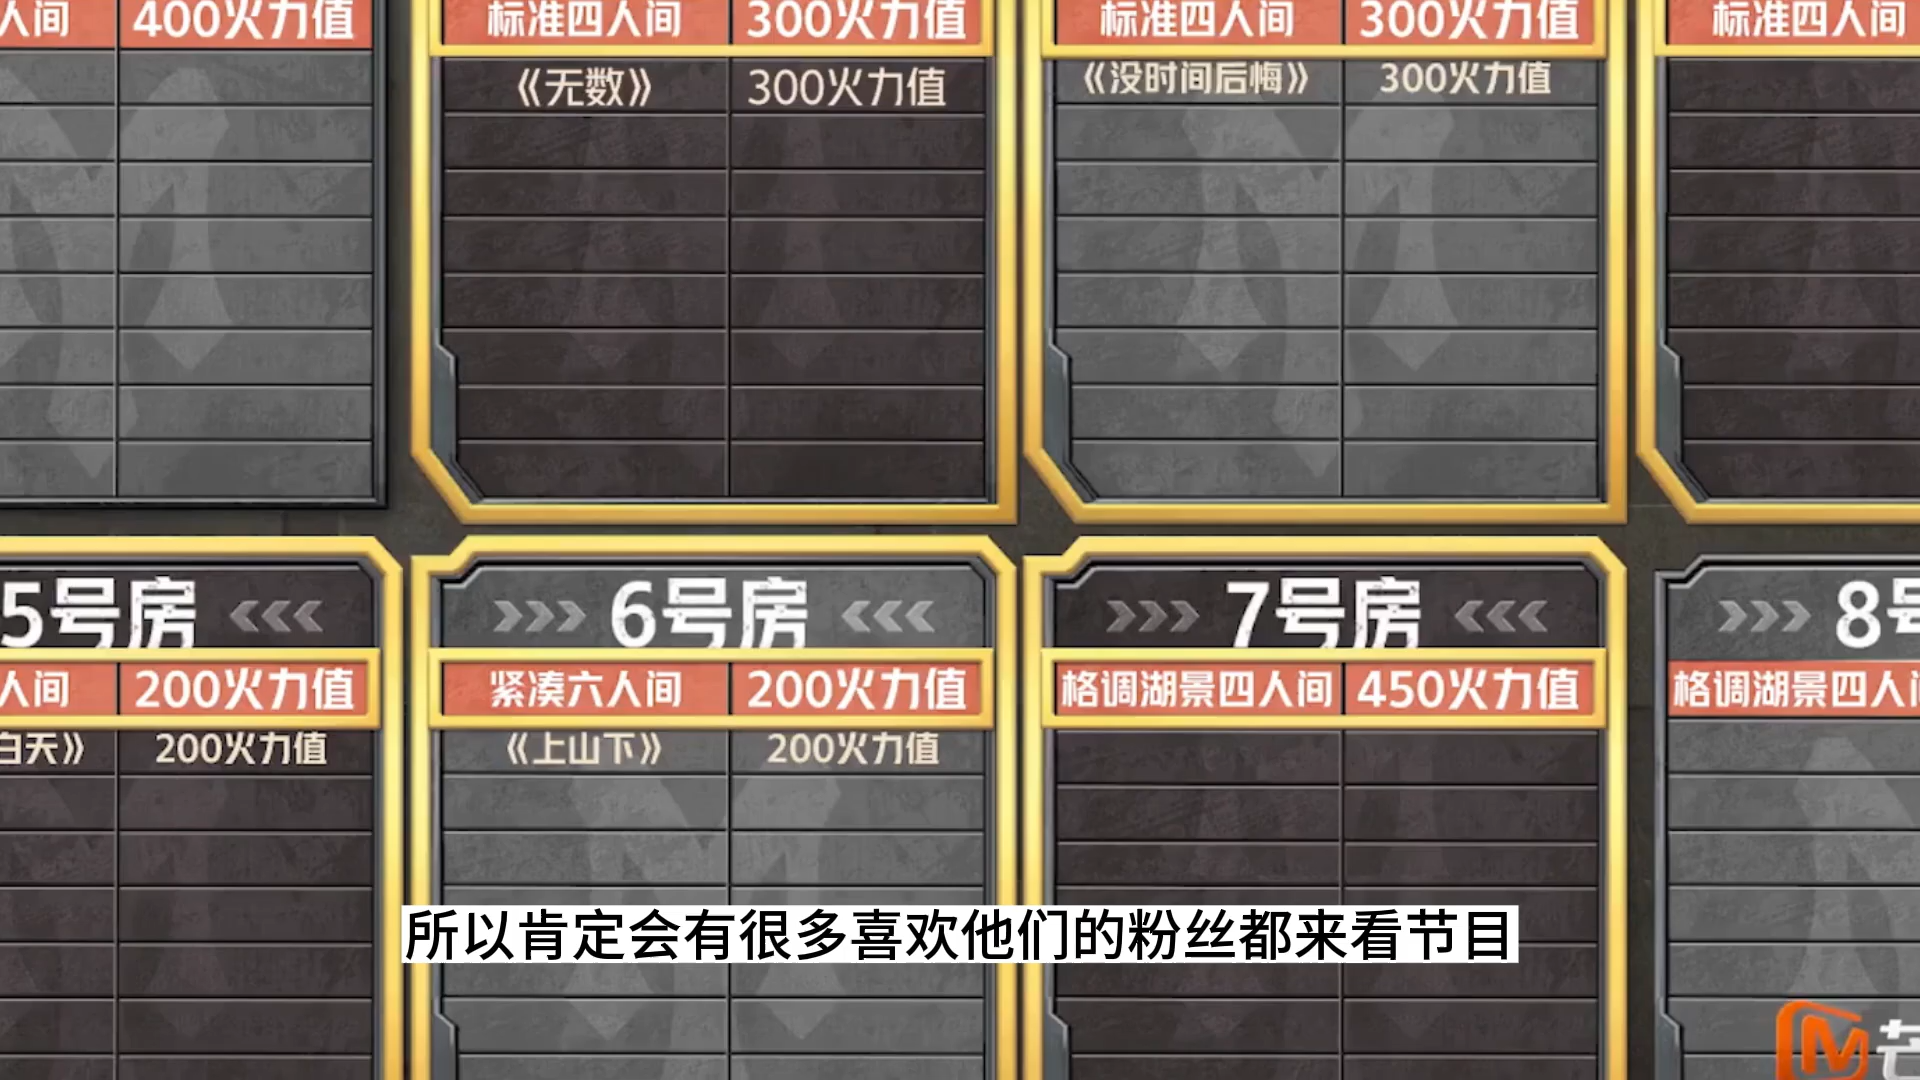 人间 400火力值 标准四人间 300火力值 标准四人间 300火力值 标准四人间
《无数》 300火力值 《没时间后悔》 300火力值
5号房 6号房 7号房 8号
人间 200火力值 紧凑六人间 200火力值 格调湖景四人间 450火力值 格调湖景四人间
白天》 200火力值 《上山下》 200火力值
所以肯定会有很多喜欢他们的粉丝都来看节目
芒